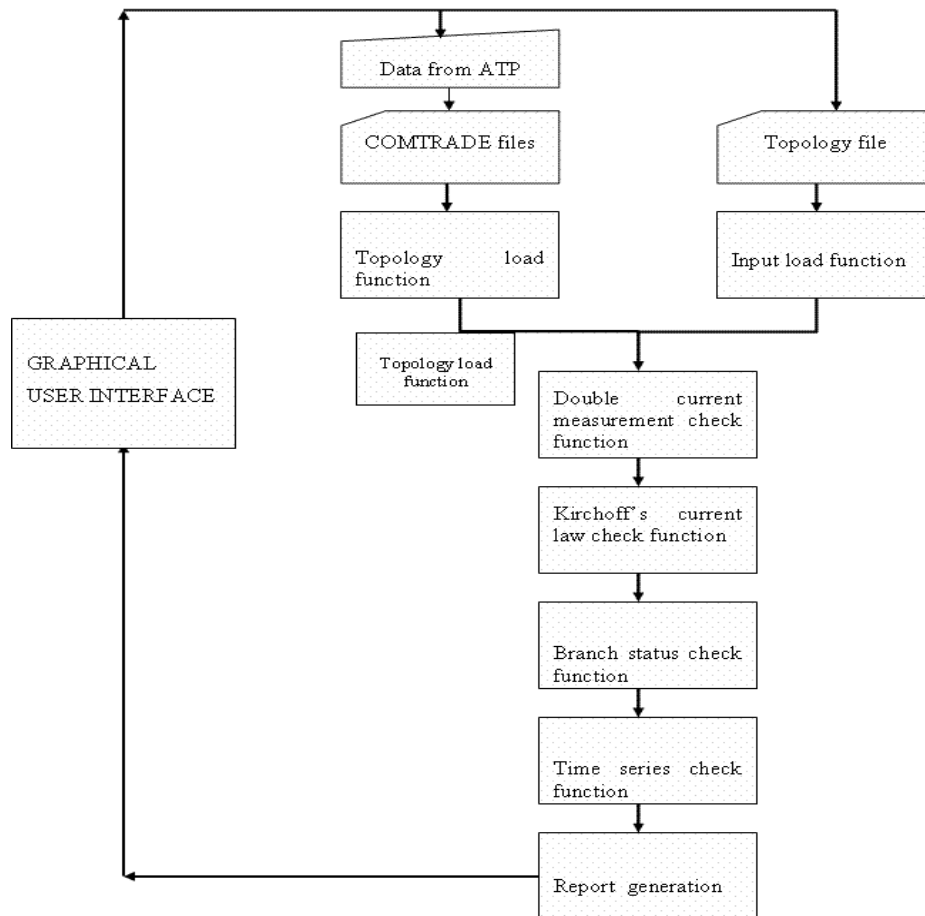 Data from ATP
COMTRADE files
Topology file
Topology load
function
Input load function
GRAPHICAL
USER INTERFACE
Topology load
function
Double current
measurement check
function
Kirchoff's current
law check function
Branch status check
function
Time series check
function
Report generation